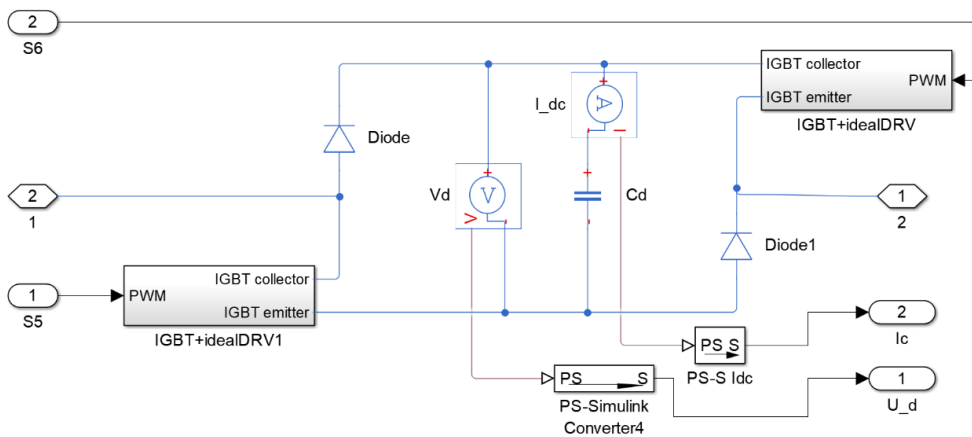 2
S6
IGBT collector
PWM
IGBT emitter
IGBT+idealDRV
I_dc
A
Diode
2
1
Vd
V
V
I
Cd
1
2
Diode1
1
S5
PWM
IGBT collector
IGBT emitter
IGBT+idealDRV1
PS S
PS-S Idc
2
Ic
PS S
PS-Simulink
Converter4
1
U_d